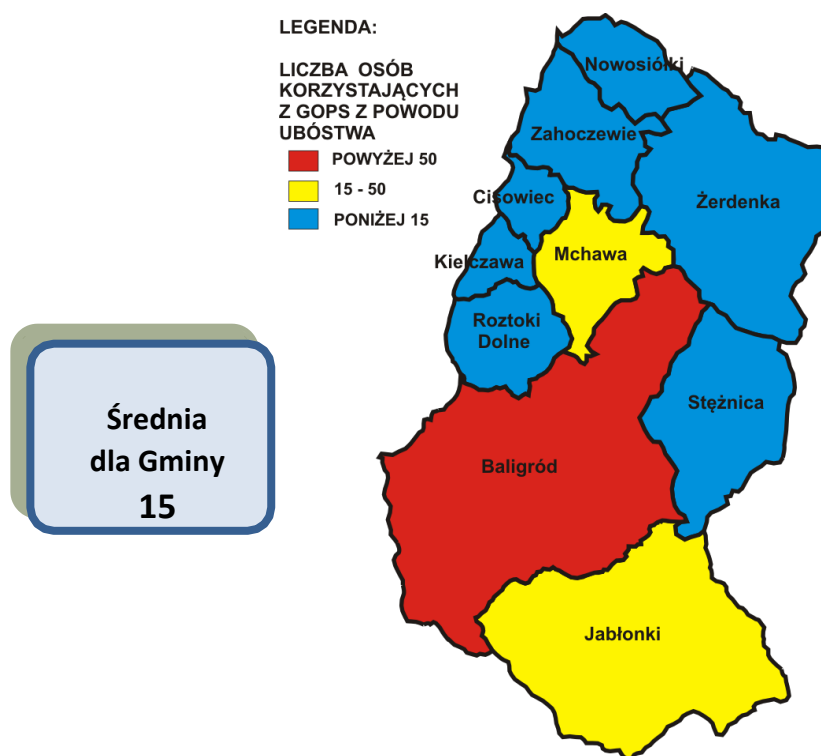 LEGENDA:
LICZBA OSÓB
KORZYSTAJĄCYCH
Z GOPS Z POWODU
UBÓSTWA
POWYŻEJ 50
15 - 50
PONIŻEJ 15
Nowosiółki
Zahoczewie
Cisowiec
Żerdenka
Kielczawa
Mchawa
Roztoki
Dolne
Stężnica
Baligród
Jabłonki
Średnia
dla Gminy
15